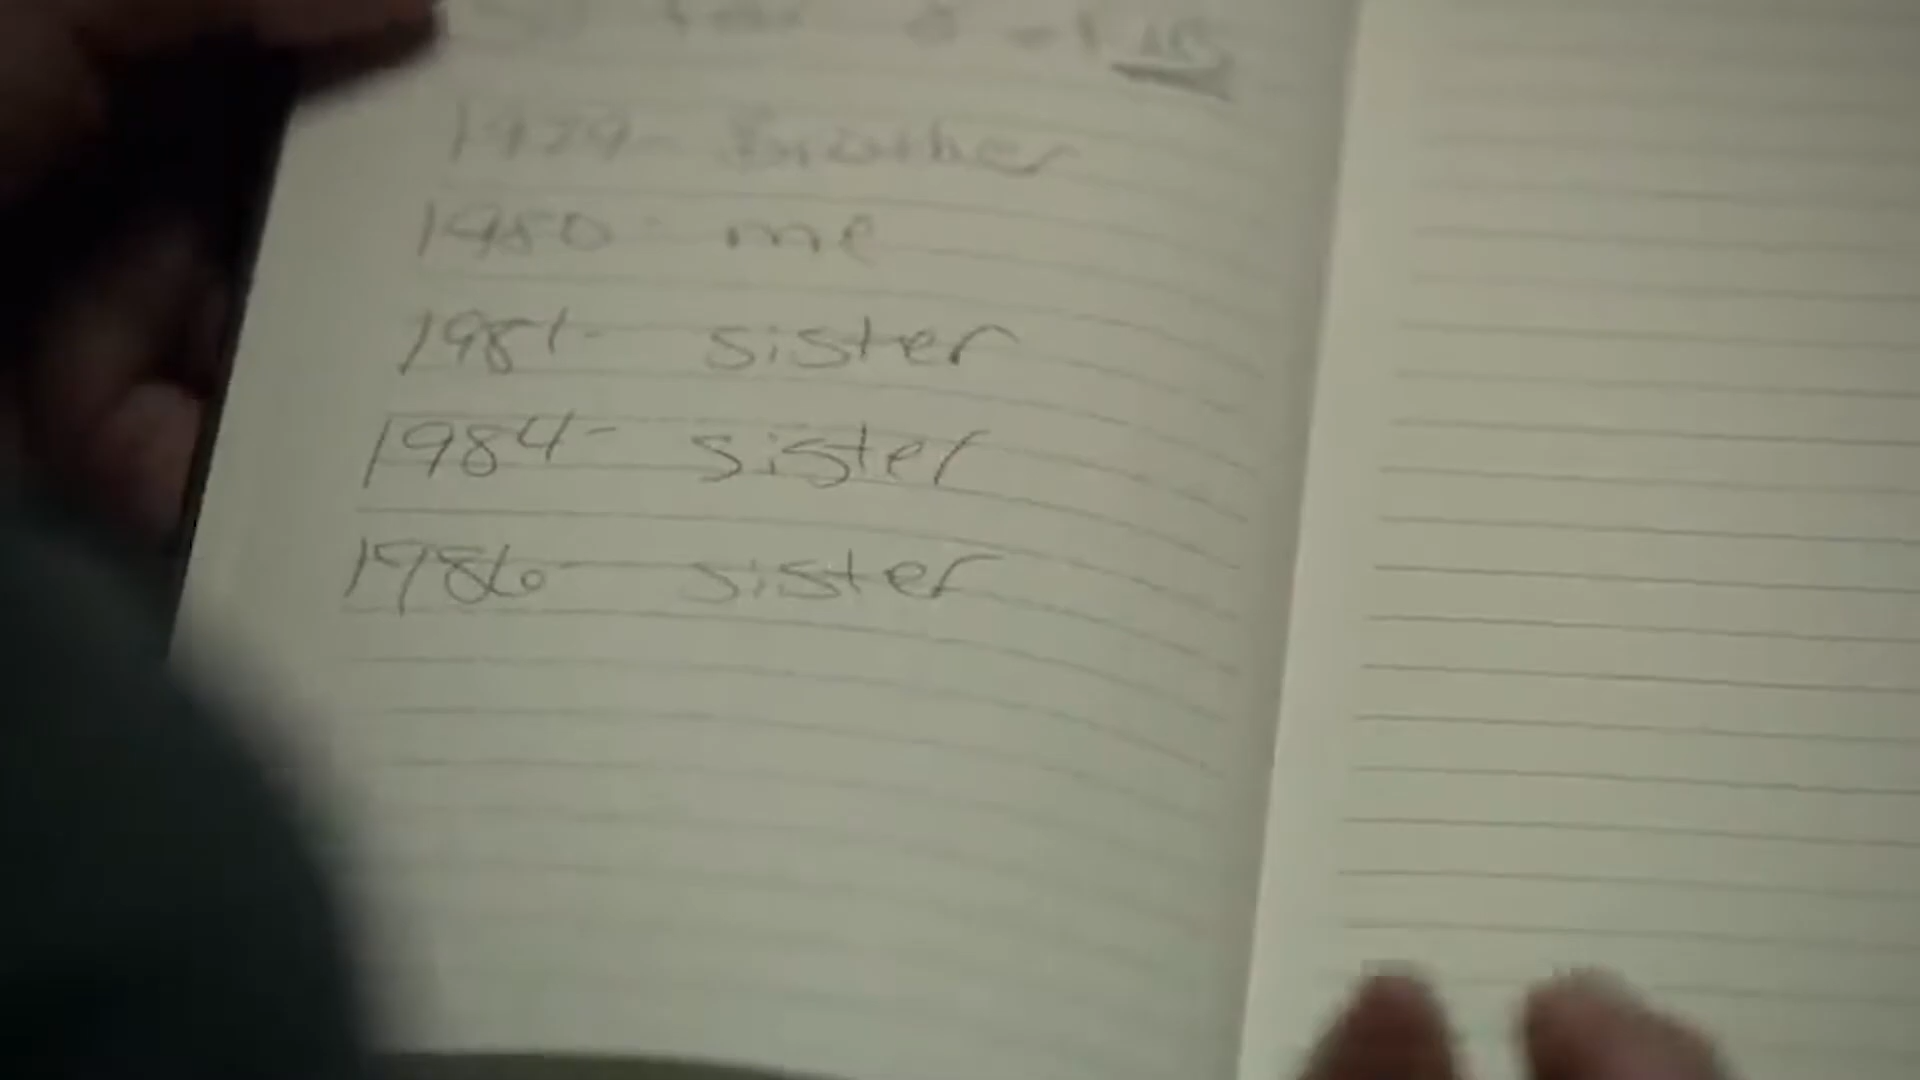 1979- Brother
1980- me
1981- sister
1984- sister
1986- sister